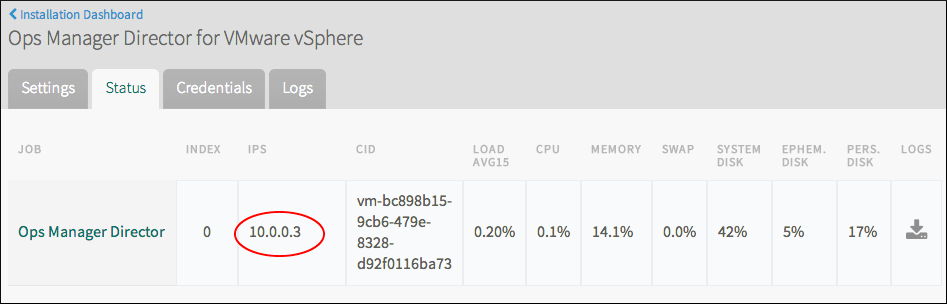 Installation Dashboard
Ops Manager Director for VMware vSphere
Settings Status Credentials Logs
JOB INDEX IPS CID LOAD AVG15 CPU MEMORY SWAP SYSTEM DISK EPHEM. DISK PERS. DISK LOGS
Ops Manager Director 0 10.0.0.3 vm-bc898b15-9cb6-479e-8328-d92f0116ba73 0.20% 0.1% 14.1% 0.0% 42% 5% 17%